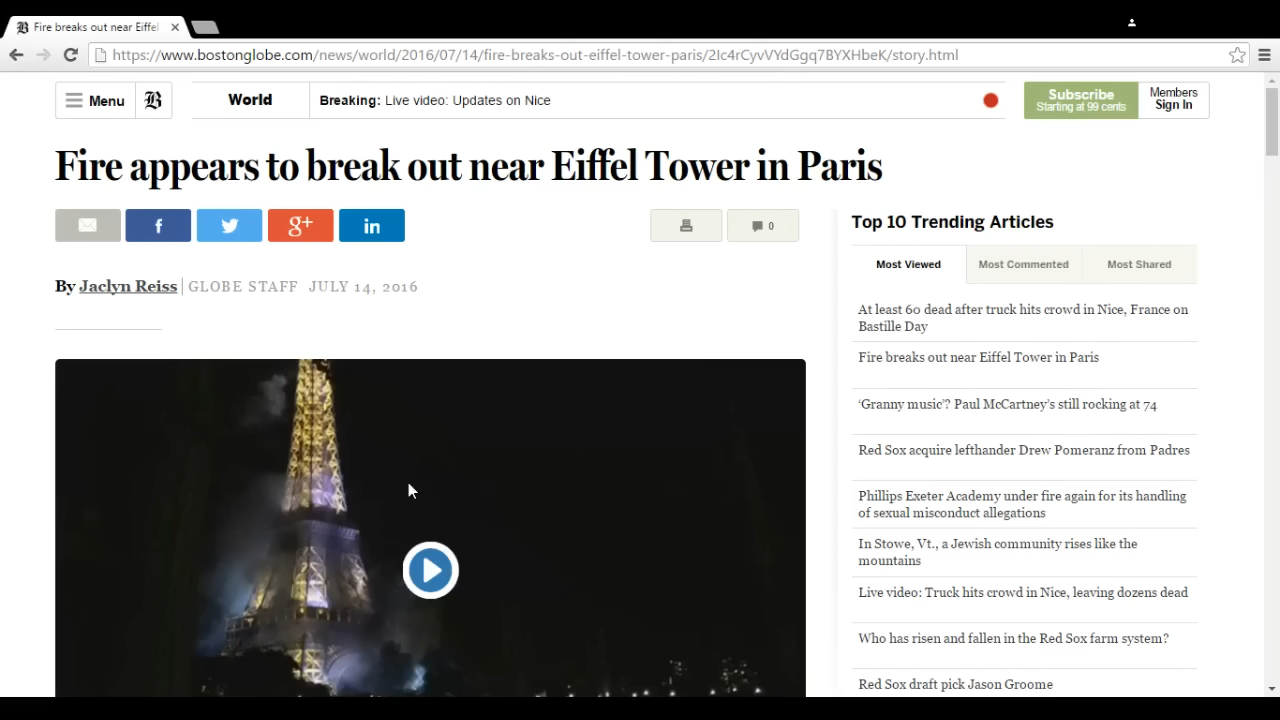 Fire breaks out near Eiffel
https://www.bostonglobe.com/news/world/2016/07/14/fire-breaks-out-eiffel-tower-paris/2Ic4rCyvVYdGgq7BYXHbeK/story.html
Menu
B
World
Breaking: Live video: Updates on Nice
Subscribe
Starting at 99 cents
Members
Sign In
Fire appears to break out near Eiffel Tower in Paris
f
g+
in
0
By Jaclyn Reiss | GLOBE STAFF JULY 14, 2016
Top 10 Trending Articles
Most Viewed
Most Commented
Most Shared
At least 60 dead after truck hits crowd in Nice, France on
Bastille Day
Fire breaks out near Eiffel Tower in Paris
‘Granny music’? Paul McCartney’s still rocking at 74
Red Sox acquire lefthander Drew Pomeranz from Padres
Phillips Exeter Academy under fire again for its handling
of sexual misconduct allegations
In Stowe, Vt., a Jewish community rises like the
mountains
Live video: Truck hits crowd in Nice, leaving dozens dead
Who has risen and fallen in the Red Sox farm system?
Red Sox draft pick Jason Groome